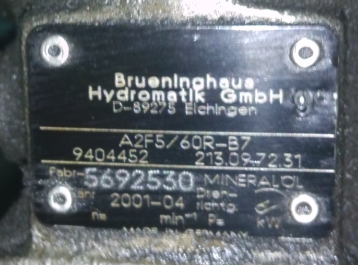 Brueninghaus
Hydromatik GmbH
D-89275 Elchingen
A2F5/60R-B7
9404452 213.09.72.31
Fabr- 5692530 MINERALÖL
2001-04 Dreh- richtg.
n= min⁻¹ P= kW
MADE IN GERMANY